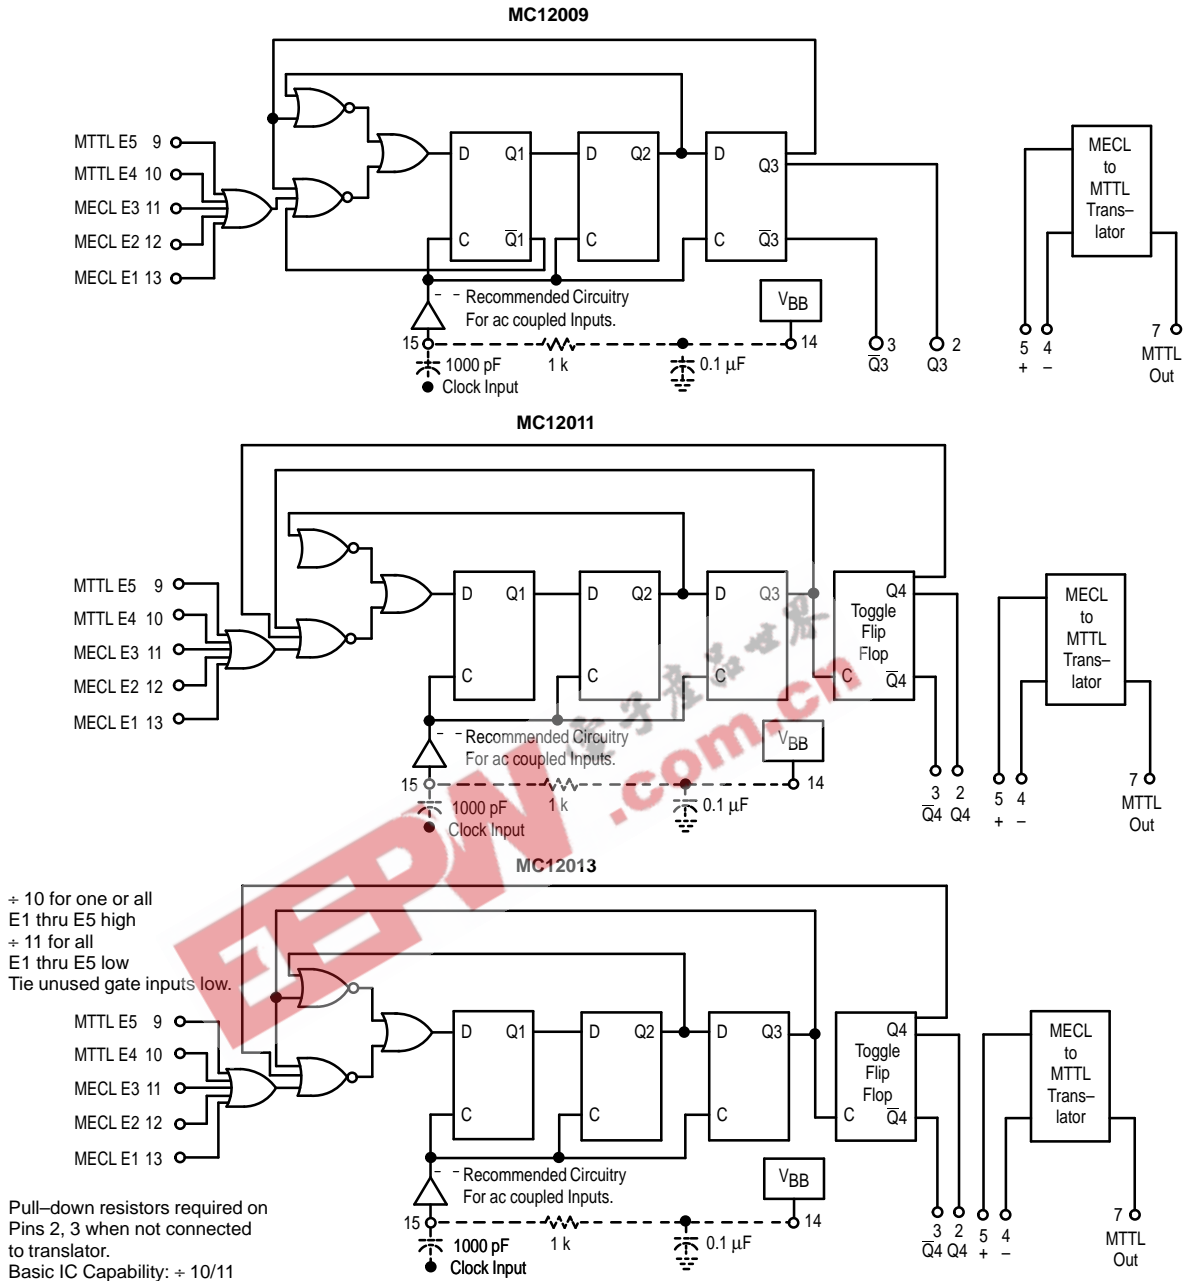 MC12009
MTTL E5 9
MTTL E4 10
MECL E3 11
MECL E2 12
MECL E1 13
D Q1
C Q̅1
D Q2
C
D Q3
C Q̅3
MECL
to
MTTL
Trans–
lator
Recommended Circuitry
For ac coupled Inputs.
VBB
15
1000 pF
Clock Input
1 k
0.1 µF
14
3
Q̅3
2
Q3
5
+
4
–
7
MTTL
Out
MC12011
MTTL E5 9
MTTL E4 10
MECL E3 11
MECL E2 12
MECL E1 13
D Q1
C
D Q2
C
D Q3
C
Q4
Toggle
Flip
Flop
C Q̅4
MECL
to
MTTL
Trans–
lator
Recommended Circuitry
For ac coupled Inputs.
VBB
15
1000 pF
Clock Input
1 k
0.1 µF
14
3
Q̅4
2
Q4
5
+
4
–
7
MTTL
Out
電子產品世界
EEPW.com.cn
MC12013
÷ 10 for one or all
E1 thru E5 high
÷ 11 for all
E1 thru E5 low
Tie unused gate inputs low.
MTTL E5 9
MTTL E4 10
MECL E3 11
MECL E2 12
MECL E1 13
D Q1
C
D Q2
C
D Q3
C
Q4
Toggle
Flip
Flop
C Q̅4
MECL
to
MTTL
Trans–
lator
Recommended Circuitry
For ac coupled Inputs.
VBB
15
1000 pF
Clock Input
1 k
0.1 µF
14
3
Q̅4
2
Q4
5
+
4
–
7
MTTL
Out
Pull–down resistors required on
Pins 2, 3 when not connected
to translator.
Basic IC Capability: ÷ 10/11